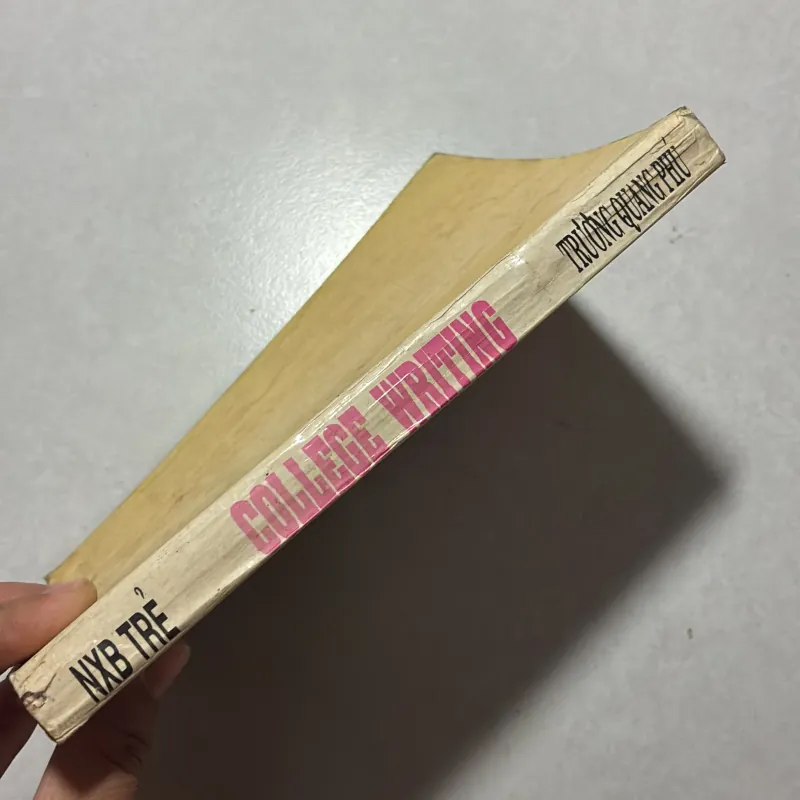 NXB TRẺ
COLLEGE WRITING
TRƯƠNG QUANG PHÚ